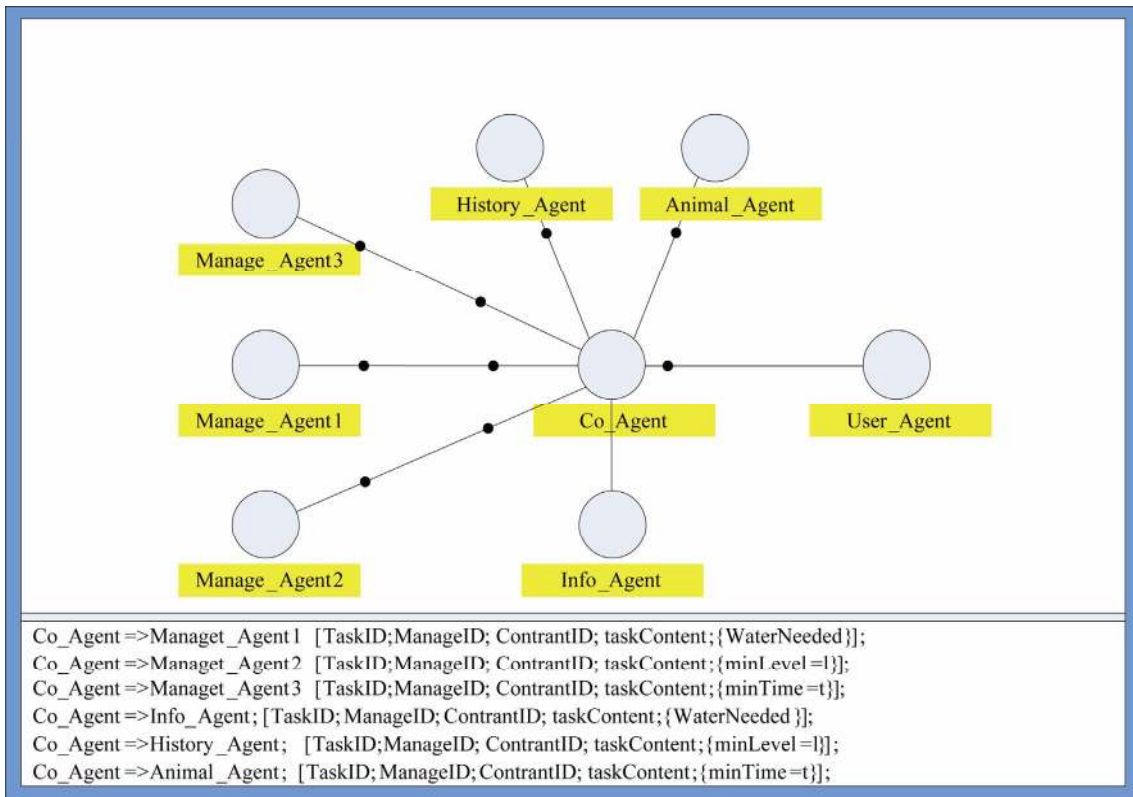 History_Agent
Animal_Agent
Manage_Agent3
Manage_Agent1
Co_Agent
User_Agent
Manage_Agent2
Info_Agent
Co_Agent=>Managet_Agent1 [TaskID;ManageID; ContrantID; taskContent;{WaterNeeded}];
Co_Agent=>Managet_Agent2 [TaskID;ManageID; ContrantID; taskContent;{minLevel=l}];
Co_Agent=>Managet_Agent3 [TaskID;ManageID; ContrantID; taskContent;{minTime=t}];
Co_Agent=>Info_Agent; [TaskID; ManageID; ContrantID; taskContent;{WaterNeeded}];
Co_Agent=>History_Agent; [TaskID;ManageID; ContrantID; taskContent;{minLevel=l}];
Co_Agent=>Animal_Agent; [TaskID;ManageID; ContrantID; taskContent;{minTime=t}];